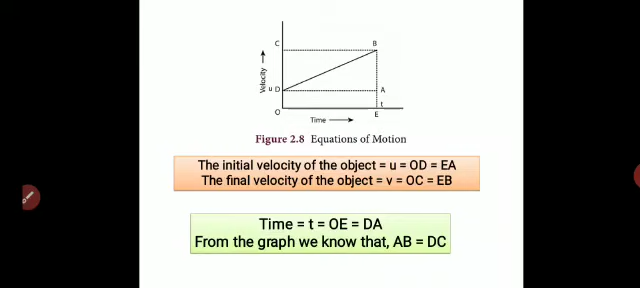 C
B
Velocity
u D
A
t
O
E
Time
Figure 2.8 Equations of Motion
The initial velocity of the object = u = OD = EA
The final velocity of the object = v = OC = EB
Time = t = OE = DA
From the graph we know that, AB = DC